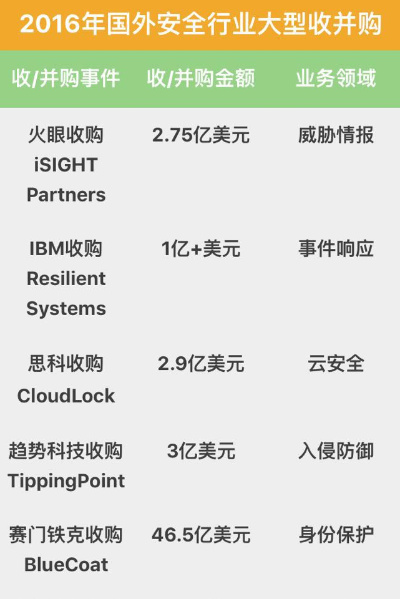 2016年国外安全行业大型收并购
收/并购事件 收/并购金额 业务领域
火眼收购 2.75亿美元 威胁情报
iSIGHT
Partners
IBM收购 1亿+美元 事件响应
Resilient
Systems
思科收购 2.9亿美元 云安全
CloudLock
趋势科技收购 3亿美元 入侵防御
TippingPoint
赛门铁克收购 46.5亿美元 身份保护
BlueCoat